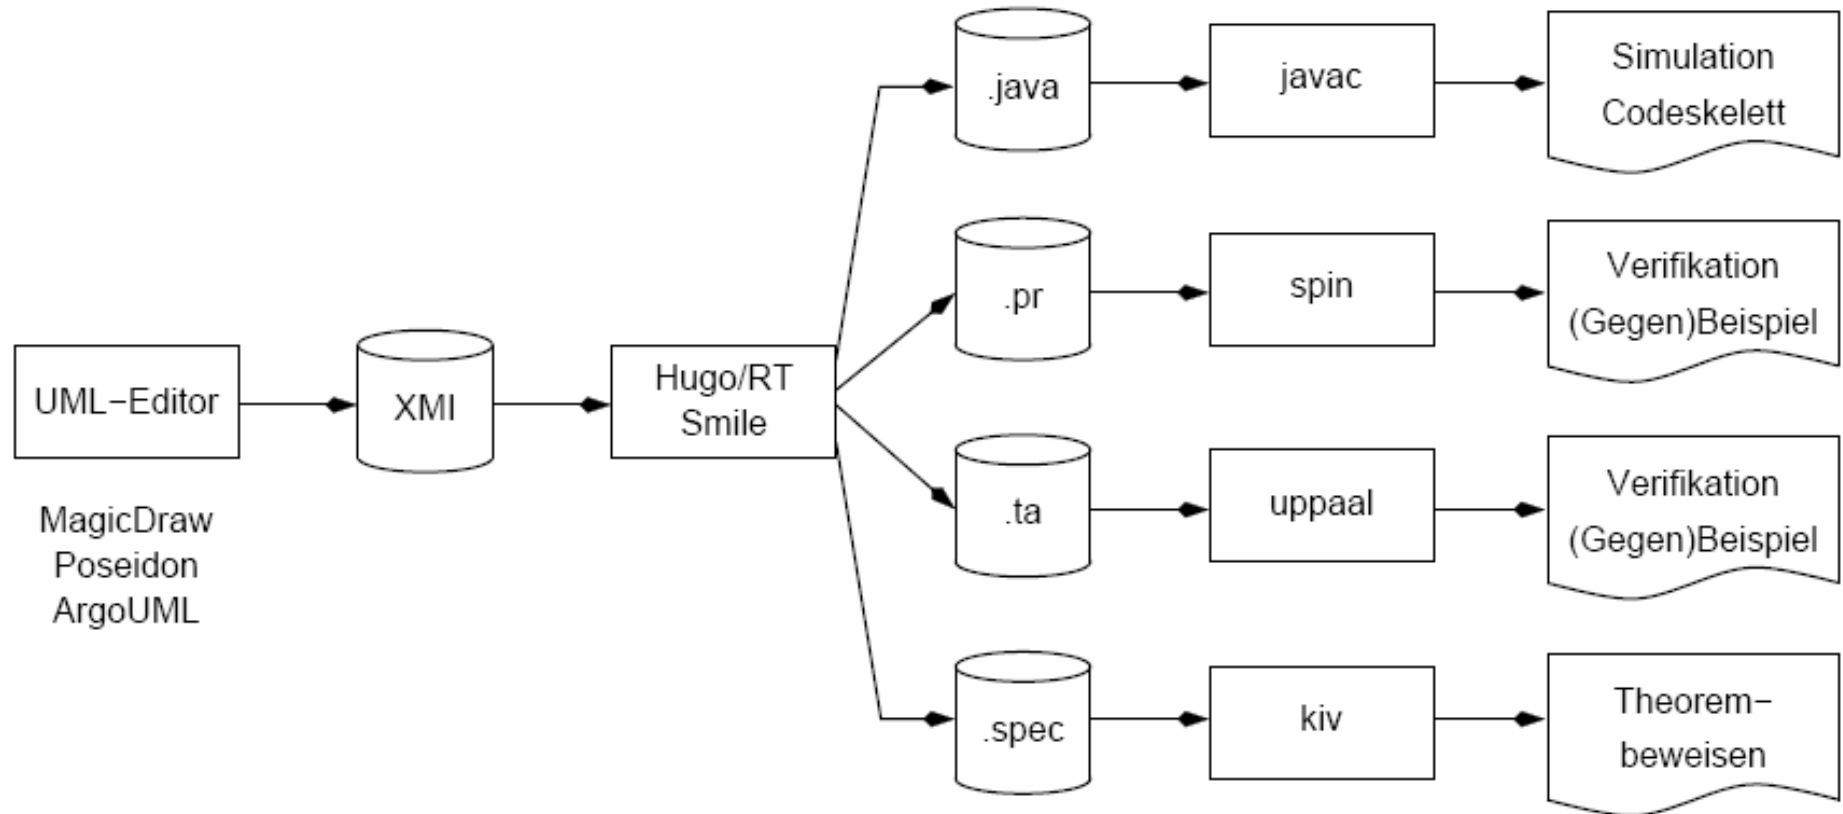 UML−Editor
MagicDraw
Poseidon
ArgoUML
XMI
Hugo/RT
Smile
.java
javac
Simulation
Codeskelett
.pr
spin
Verifikation
(Gegen)Beispiel
.ta
uppaal
Verifikation
(Gegen)Beispiel
.spec
kiv
Theorem−
beweisen